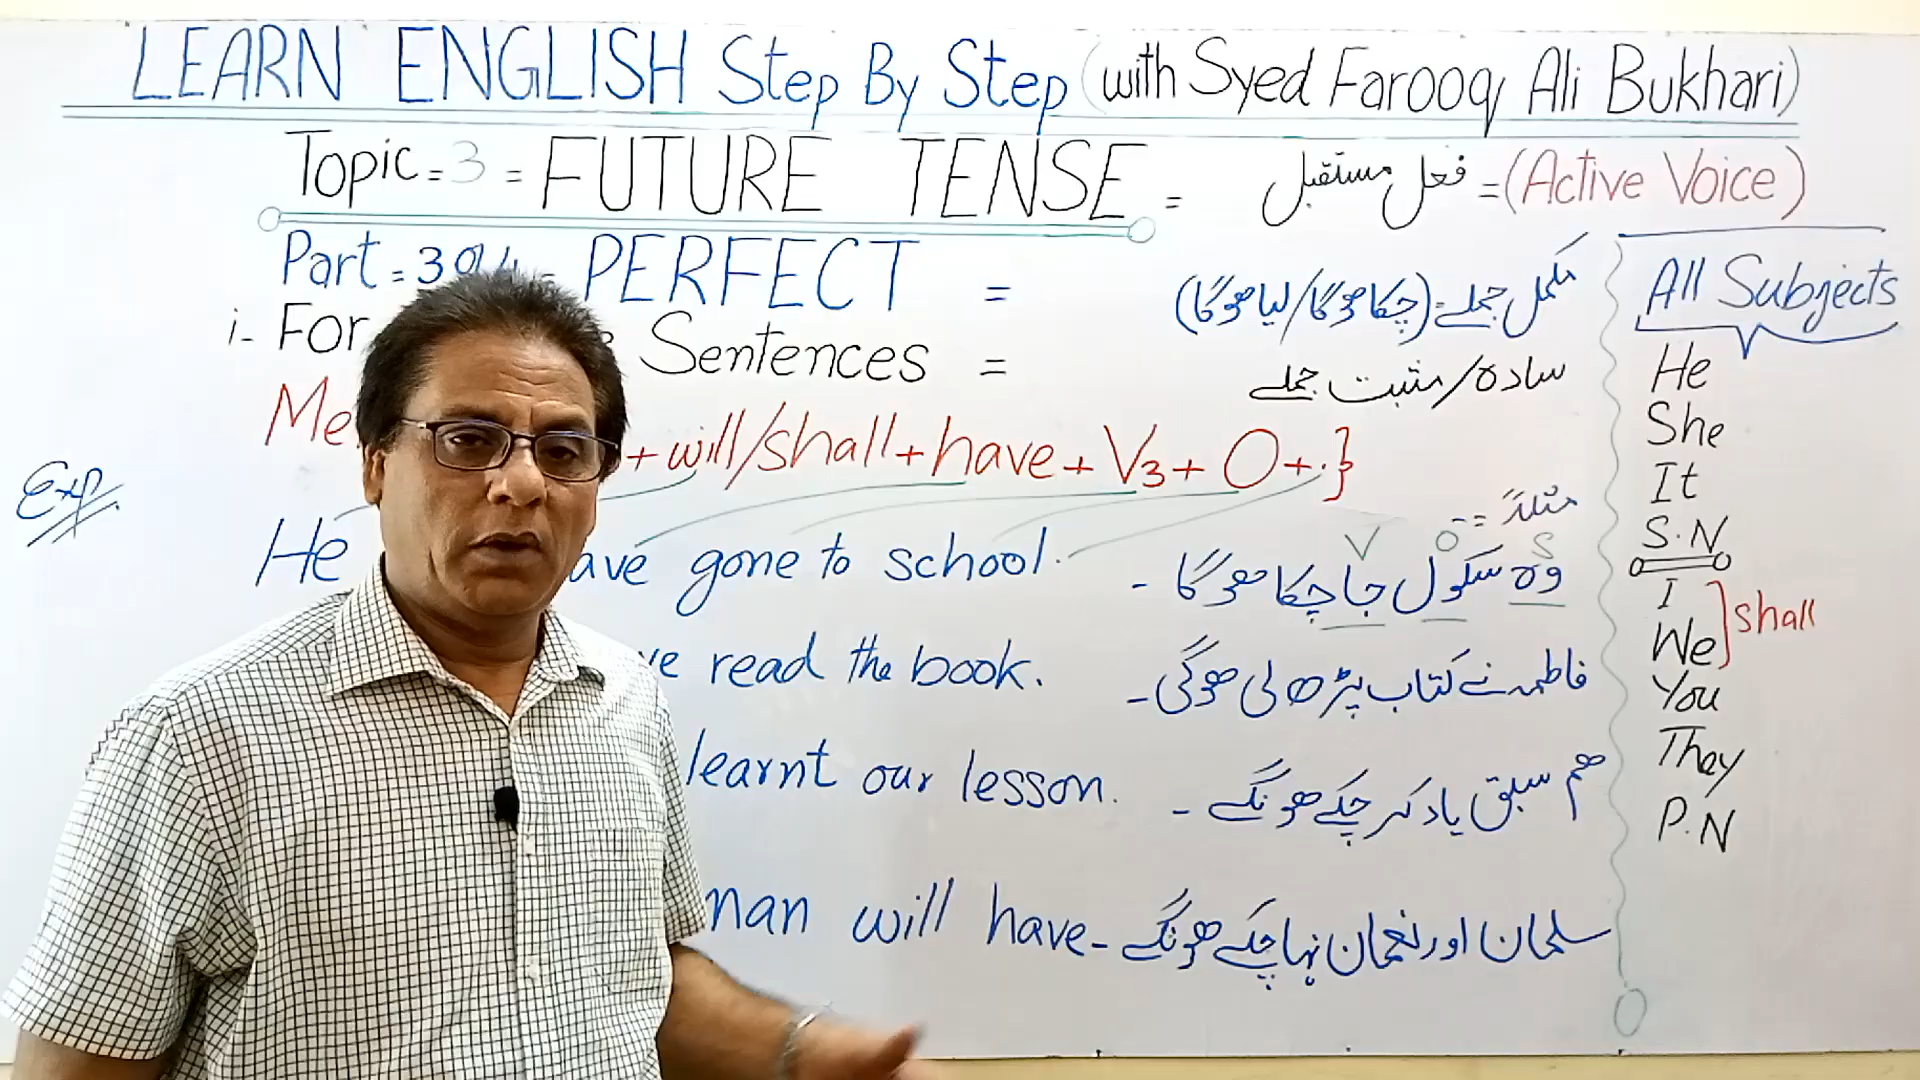 LEARN ENGLISH Step By Step (with Syed Farooq Ali Bukhari)
Topic = 3 = FUTURE TENSE = فعل مستقبل = (Active Voice)
Part = 3 = PERFECT = مکمل جملے = (چکا ہوگا/لیا ہوگا)
i- For Sentences = سادہ/مثبت جملے
Me + will/shall + have + V3 + O + . }
Exp.
مثلاً = -
V O S
He ave gone to school. وہ سکول جا چکا ہوگا -
ve read the book. فاطمہ نے کتاب پڑھ لی ہوگی -
learnt our lesson. ہم سبق یاد کر چکے ہونگے -
man will have - سلمان اور نعمان نہا چکے ہونگے
All Subjects
He
She
It
S.N
I
We
shall
You
They
P.N